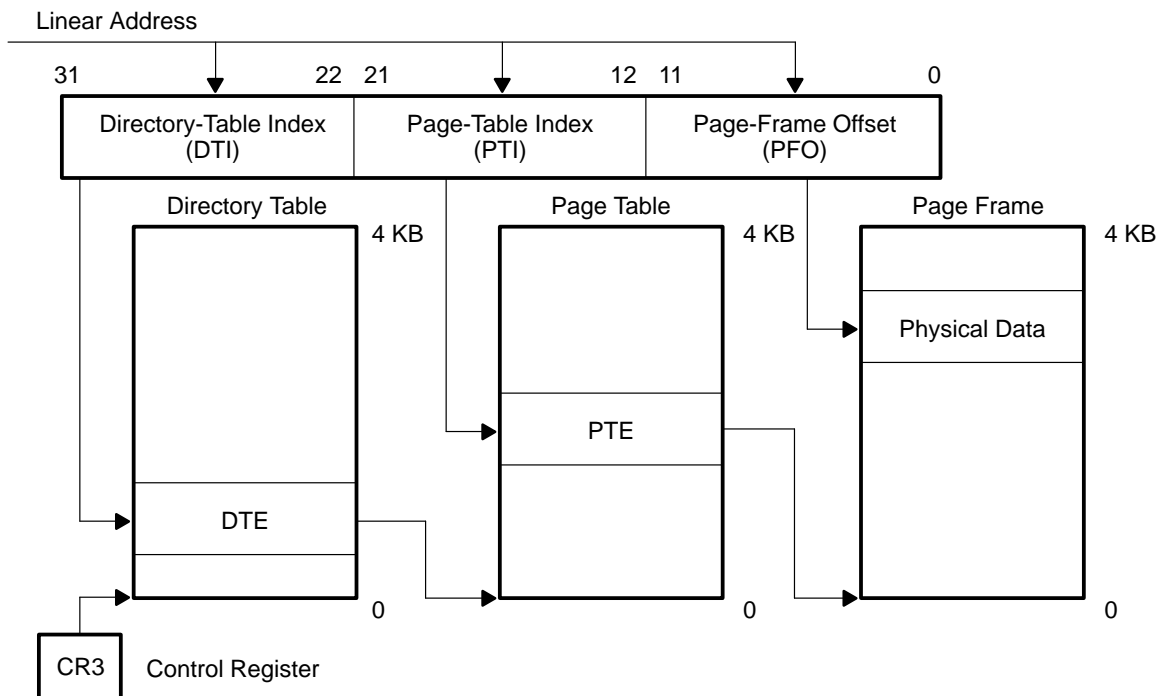 Linear Address
31 22 21 12 11 0
Directory-Table Index Page-Table Index Page-Frame Offset
(DTI) (PTI) (PFO)
Directory Table Page Table Page Frame
4 KB 4 KB 4 KB
Physical Data
PTE
DTE
0 0 0
CR3 Control Register